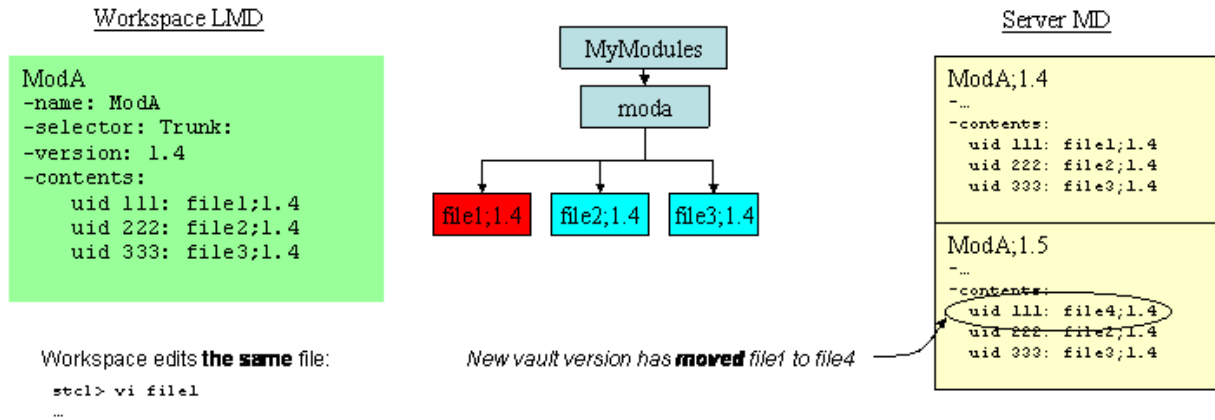 Workspace LMD
ModA
-name: ModA
-selector: Trunk:
-version: 1.4
-contents:
uid 111: file1;1.4
uid 222: file2;1.4
uid 333: file3;1.4
Workspace edits the same file:
stcl> vi file1
…
MyModules
moda
file1;1.4
file2;1.4
file3;1.4
New vault version has moved file1 to file4
Server MD
ModA;1.4
-…
-contents:
uid 111: file1;1.4
uid 222: file2;1.4
uid 333: file3;1.4
ModA;1.5
-…
-contents:
uid 111: file4;1.4
uid 222: file2;1.4
uid 333: file3;1.4